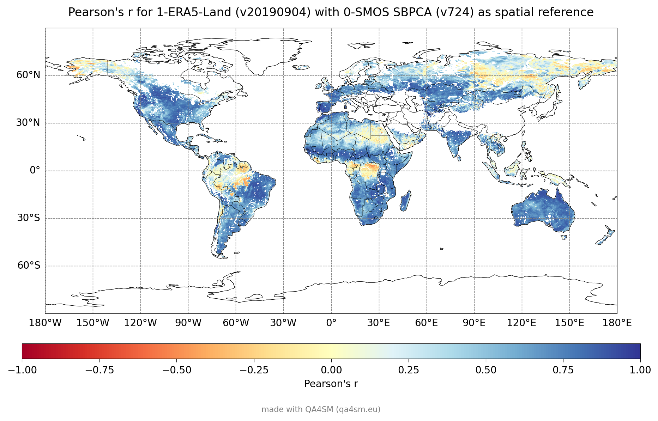 Pearson's r for 1-ERA5-Land (v20190904) with 0-SMOS SBPCA (v724) as spatial reference
60°N
30°N
0°
30°S
60°S
180°W 150°W 120°W 90°W 60°W 30°W 0° 30°E 60°E 90°E 120°E 150°E 180°E
−1.00 −0.75 −0.50 −0.25 0.00 0.25 0.50 0.75 1.00
Pearson's r
made with QA4SM (qa4sm.eu)